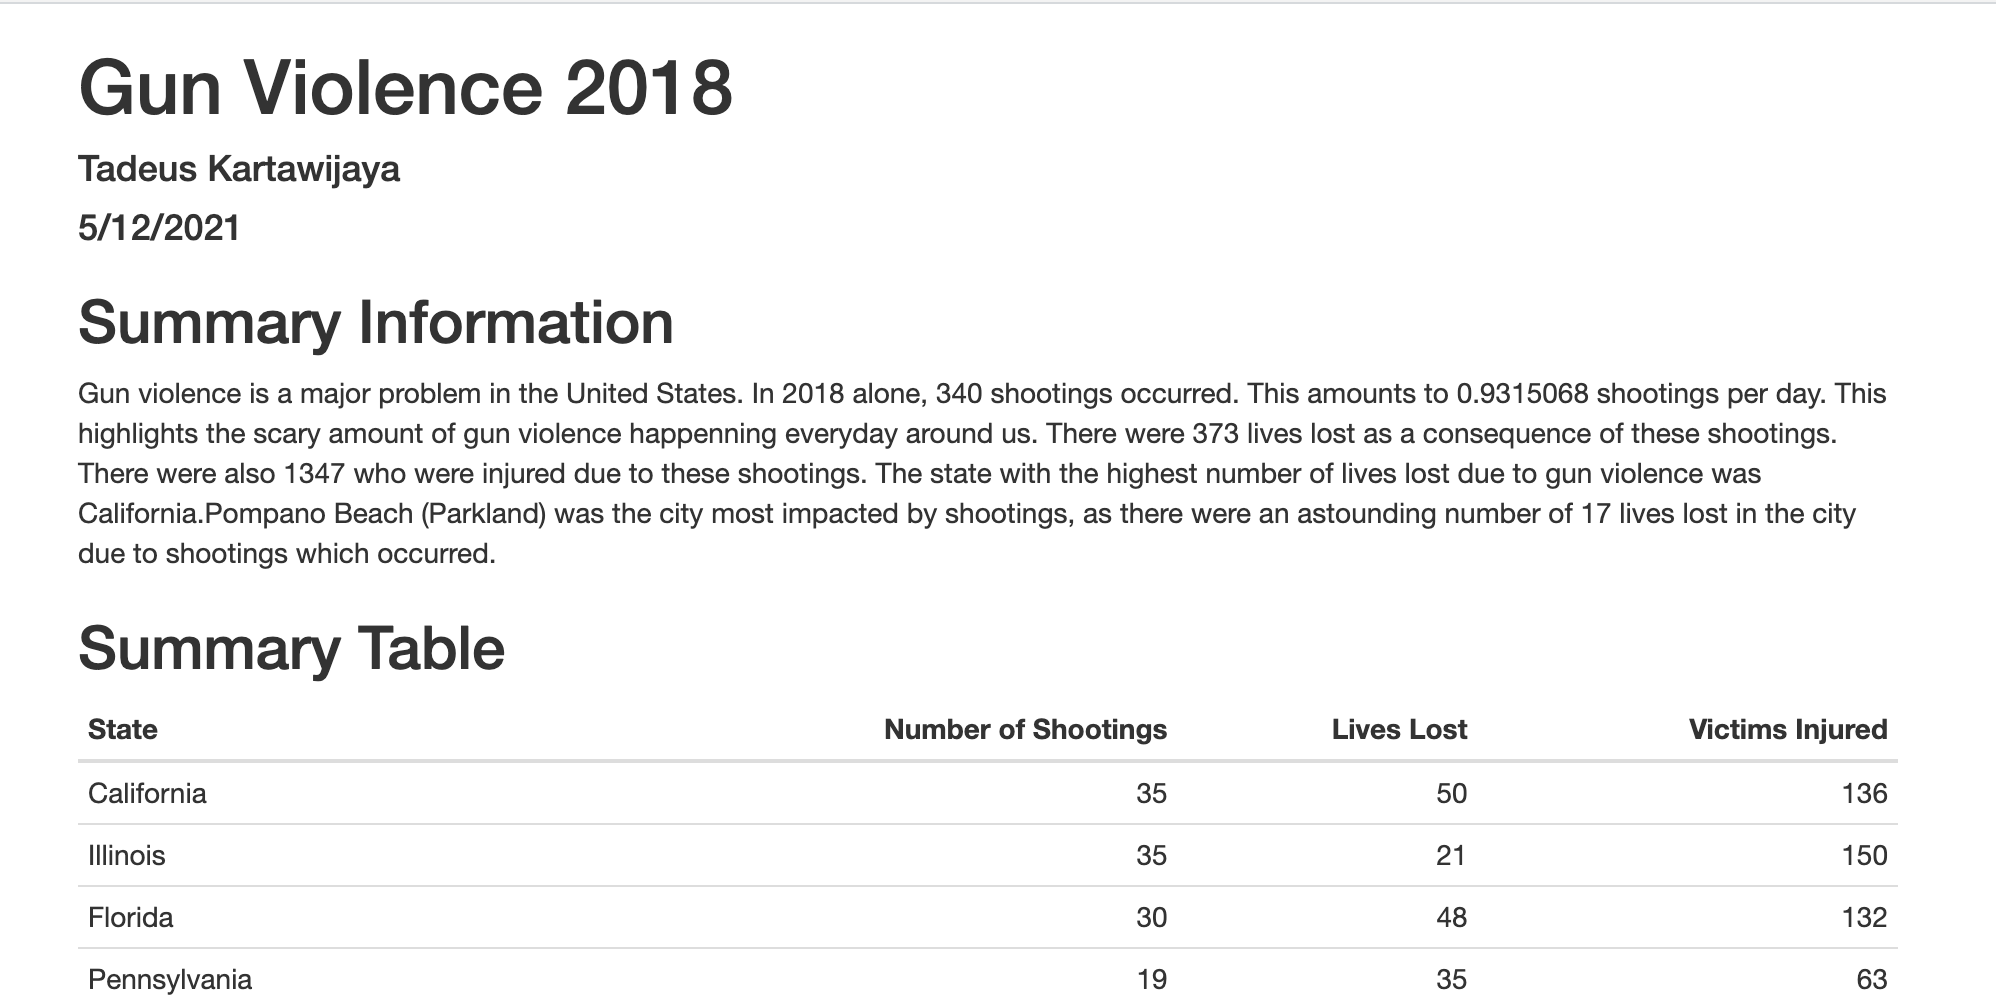 Gun Violence 2018
Tadeus Kartawijaya
5/12/2021
Summary Information
Gun violence is a major problem in the United States. In 2018 alone, 340 shootings occurred. This amounts to 0.9315068 shootings per day. This
highlights the scary amount of gun violence happenning everyday around us. There were 373 lives lost as a consequence of these shootings.
There were also 1347 who were injured due to these shootings. The state with the highest number of lives lost due to gun violence was
California.Pompano Beach (Parkland) was the city most impacted by shootings, as there were an astounding number of 17 lives lost in the city
due to shootings which occurred.
Summary Table
State Number of Shootings Lives Lost Victims Injured
California 35 50 136
Illinois 35 21 150
Florida 30 48 132
Pennsylvania 19 35 63